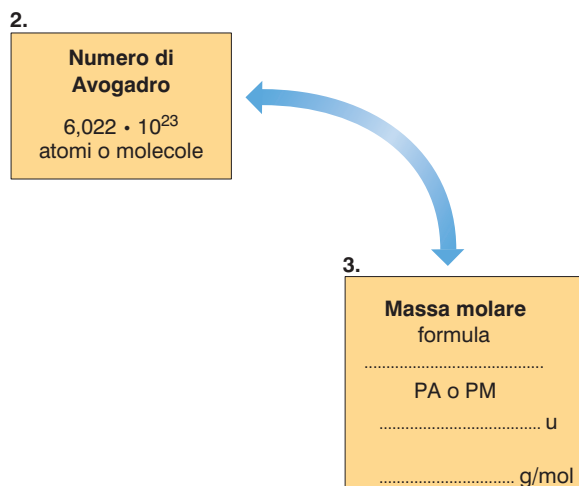 2.
Numero di
Avogadro
6,022 • 10²³
atomi o molecole
3.
Massa molare
formula
..........................................
PA o PM
...................................... u
................................ g/mol